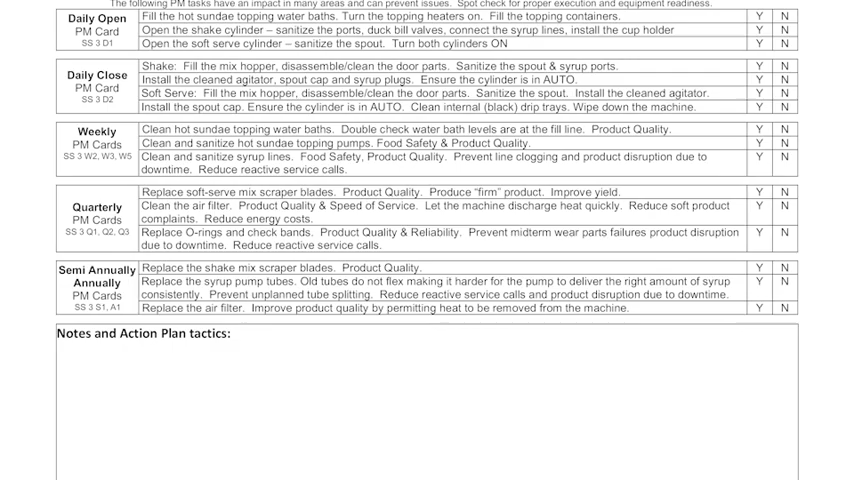 The following PM tasks have an impact in many areas and can prevent issues. Spot check for proper execution and equipment readiness.
Daily Open
PM Card
SS 3 D1
Fill the hot sundae topping water baths. Turn the topping heaters on. Fill the topping containers. Y N
Open the shake cylinder – sanitize the ports, duck bill valves, connect the syrup lines, install the cup holder Y N
Open the soft serve cylinder – sanitize the spout. Turn both cylinders ON Y N
Daily Close
PM Card
SS 3 D2
Shake: Fill the mix hopper, disassemble/clean the door parts. Sanitize the spout & syrup ports. Y N
Install the cleaned agitator, spout cap and syrup plugs. Ensure the cylinder is in AUTO. Y N
Soft Serve: Fill the mix hopper, disassemble/clean the door parts. Sanitize the spout. Install the cleaned agitator. Y N
Install the spout cap. Ensure the cylinder is in AUTO. Clean internal (black) drip trays. Wipe down the machine. Y N
Weekly
PM Cards
SS 3 W2, W3, W5
Clean hot sundae topping water baths. Double check water bath levels are at the fill line. Product Quality. Y N
Clean and sanitize hot sundae topping pumps. Food Safety & Product Quality. Y N
Clean and sanitize syrup lines. Food Safety, Product Quality. Prevent line clogging and product disruption due to Y N
downtime. Reduce reactive service calls.
Quarterly
PM Cards
SS 3 Q1, Q2, Q3
Replace soft-serve mix scraper blades. Product Quality. Produce “firm” product. Improve yield. Y N
Clean the air filter. Product Quality & Speed of Service. Let the machine discharge heat quickly. Reduce soft product Y N
complaints. Reduce energy costs.
Replace O-rings and check bands. Product Quality & Reliability. Prevent midterm wear parts failures product disruption Y N
due to downtime. Reduce reactive service calls.
Semi Annually
Annually
PM Cards
SS 3 S1, A1
Replace the shake mix scraper blades. Product Quality. Y N
Replace the syrup pump tubes. Old tubes do not flex making it harder for the pump to deliver the right amount of syrup Y N
consistently. Prevent unplanned tube splitting. Reduce reactive service calls and product disruption due to downtime.
Replace the air filter. Improve product quality by permitting heat to be removed from the machine. Y N
Notes and Action Plan tactics: